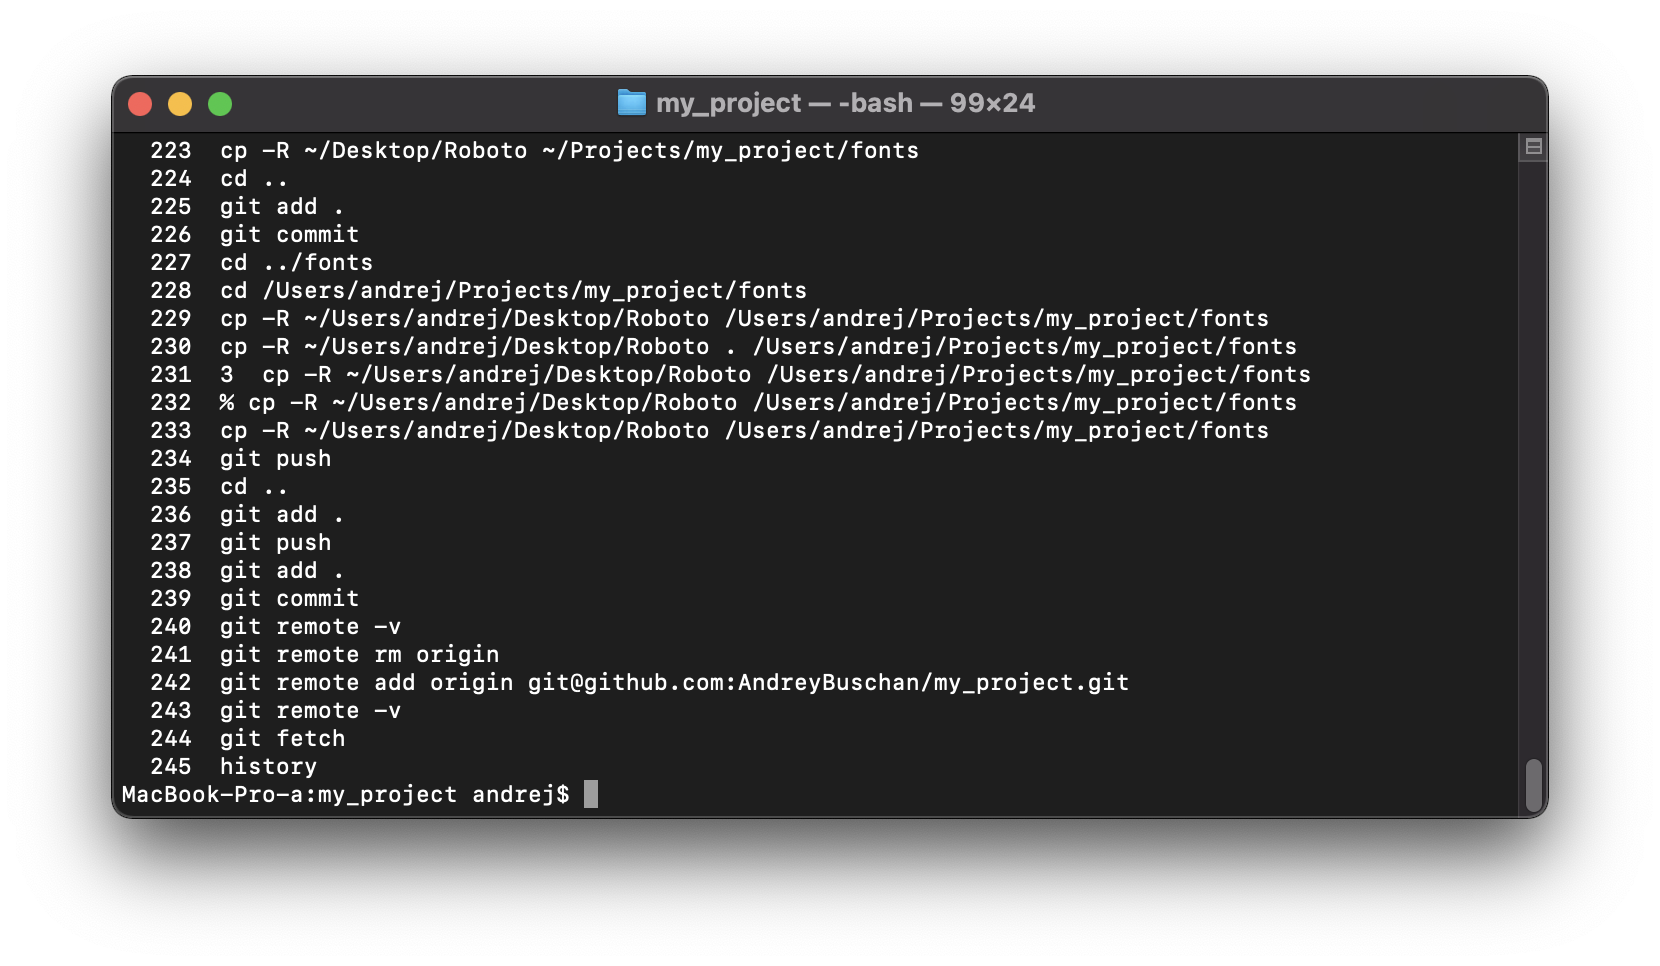 my_project — -bash — 99×24
223  cp -R ~/Desktop/Roboto ~/Projects/my_project/fonts
224  cd ..
225  git add .
226  git commit
227  cd ../fonts
228  cd /Users/andrej/Projects/my_project/fonts
229  cp -R ~/Users/andrej/Desktop/Roboto /Users/andrej/Projects/my_project/fonts
230  cp -R ~/Users/andrej/Desktop/Roboto . /Users/andrej/Projects/my_project/fonts
231  3  cp -R ~/Users/andrej/Desktop/Roboto /Users/andrej/Projects/my_project/fonts
232  % cp -R ~/Users/andrej/Desktop/Roboto /Users/andrej/Projects/my_project/fonts
233  cp -R ~/Users/andrej/Desktop/Roboto /Users/andrej/Projects/my_project/fonts
234  git push
235  cd ..
236  git add .
237  git push
238  git add .
239  git commit
240  git remote -v
241  git remote rm origin
242  git remote add origin git@github.com:AndreyBuschan/my_project.git
243  git remote -v
244  git fetch
245  history
MacBook-Pro-a:my_project andrej$